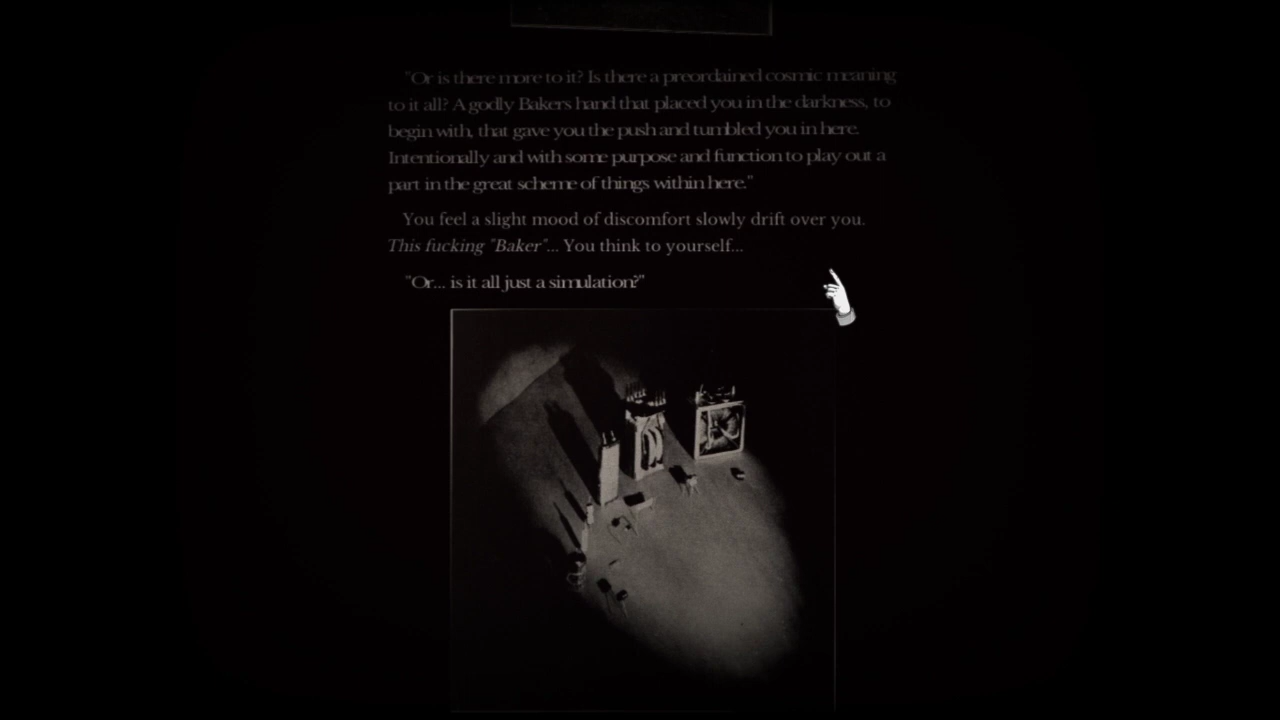 "Or is there more to it? Is there a preordained cosmic meaning
to it all? A godly Bakers hand that placed you in the darkness, to
begin with, that gave you the push and tumbled you in here.
Intentionally and with some purpose and function to play out a
part in the great scheme of things within here."
You feel a slight mood of discomfort slowly drift over you.
This fucking "Baker"... You think to yourself...
"Or... is it all just a simulation?"